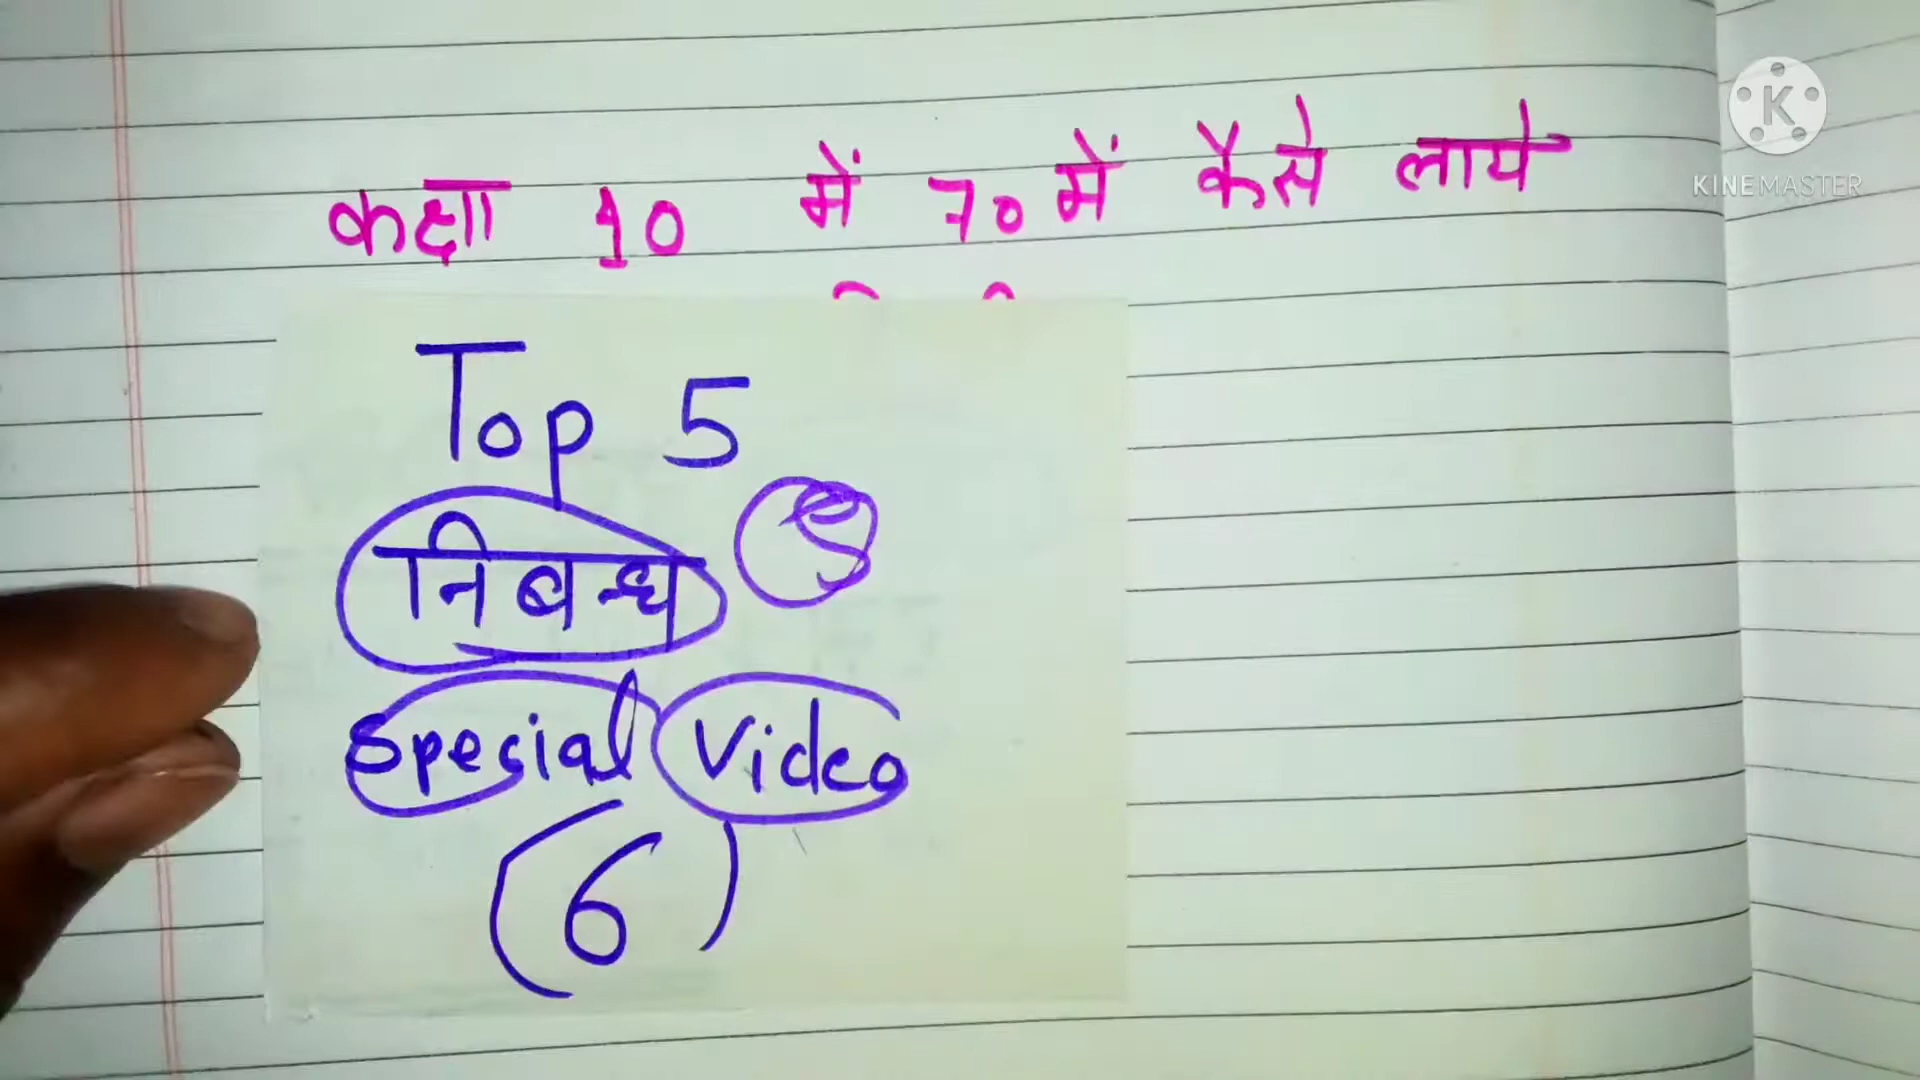 कक्षा 10 में 70 में कैसे लाये
Top 5
निबन्ध
Special Video
(6)
K
KINEMASTER